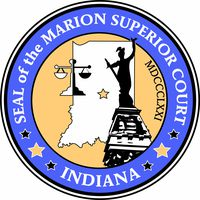 SEAL of the MARION SUPERIOR COURT
MDCCCLXXI
INDIANA